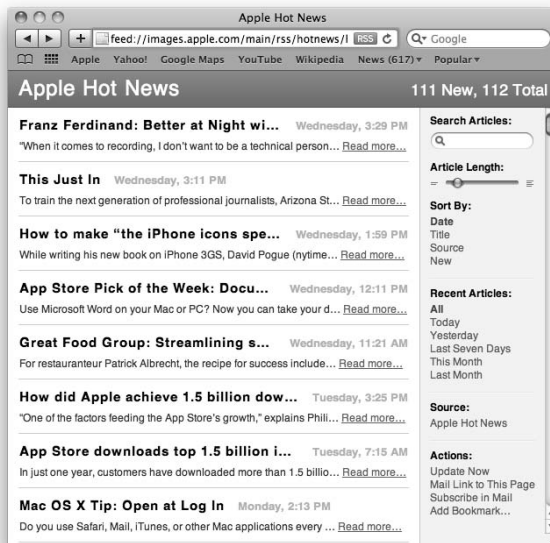 Apple Hot News
feed://images.apple.com/main/rss/hotnews/ RSS Google
Apple Yahoo! Google Maps YouTube Wikipedia News (617) Popular
Apple Hot News 111 New, 112 Total
Franz Ferdinand: Better at Night wi... Wednesday, 3:29 PM
"When it comes to recording, I don't want to be a technical person... Read more...
This Just In Wednesday, 3:11 PM
To train the next generation of professional journalists, Arizona St... Read more...
How to make “the iPhone icons spe... Wednesday, 1:59 PM
While writing his new book on iPhone 3GS, David Pogue (nytime... Read more...
App Store Pick of the Week: Docu... Wednesday, 12:11 PM
Use Microsoft Word on your Mac or PC? Now you can take your d... Read more...
Great Food Group: Streamlining s... Wednesday, 11:21 AM
For restauranteur Patrick Albrecht, the recipe for success include... Read more...
How did Apple achieve 1.5 billion dow... Tuesday, 3:25 PM
"One of the factors feeding the App Store's growth," explains Phili... Read more...
App Store downloads top 1.5 billion i... Tuesday, 7:15 AM
In just one year, customers have downloaded more than 1.5 billio... Read more...
Mac OS X Tip: Open at Log In Monday, 2:13 PM
Do you use Safari, Mail, iTunes, or other Mac applications every ... Read more...
Search Articles:
Article Length:
Sort By:
Date
Title
Source
New
Recent Articles:
All
Today
Yesterday
Last Seven Days
This Month
Last Month
Source:
Apple Hot News
Actions:
Update Now
Mail Link to This Page
Subscribe in Mail
Add Bookmark...